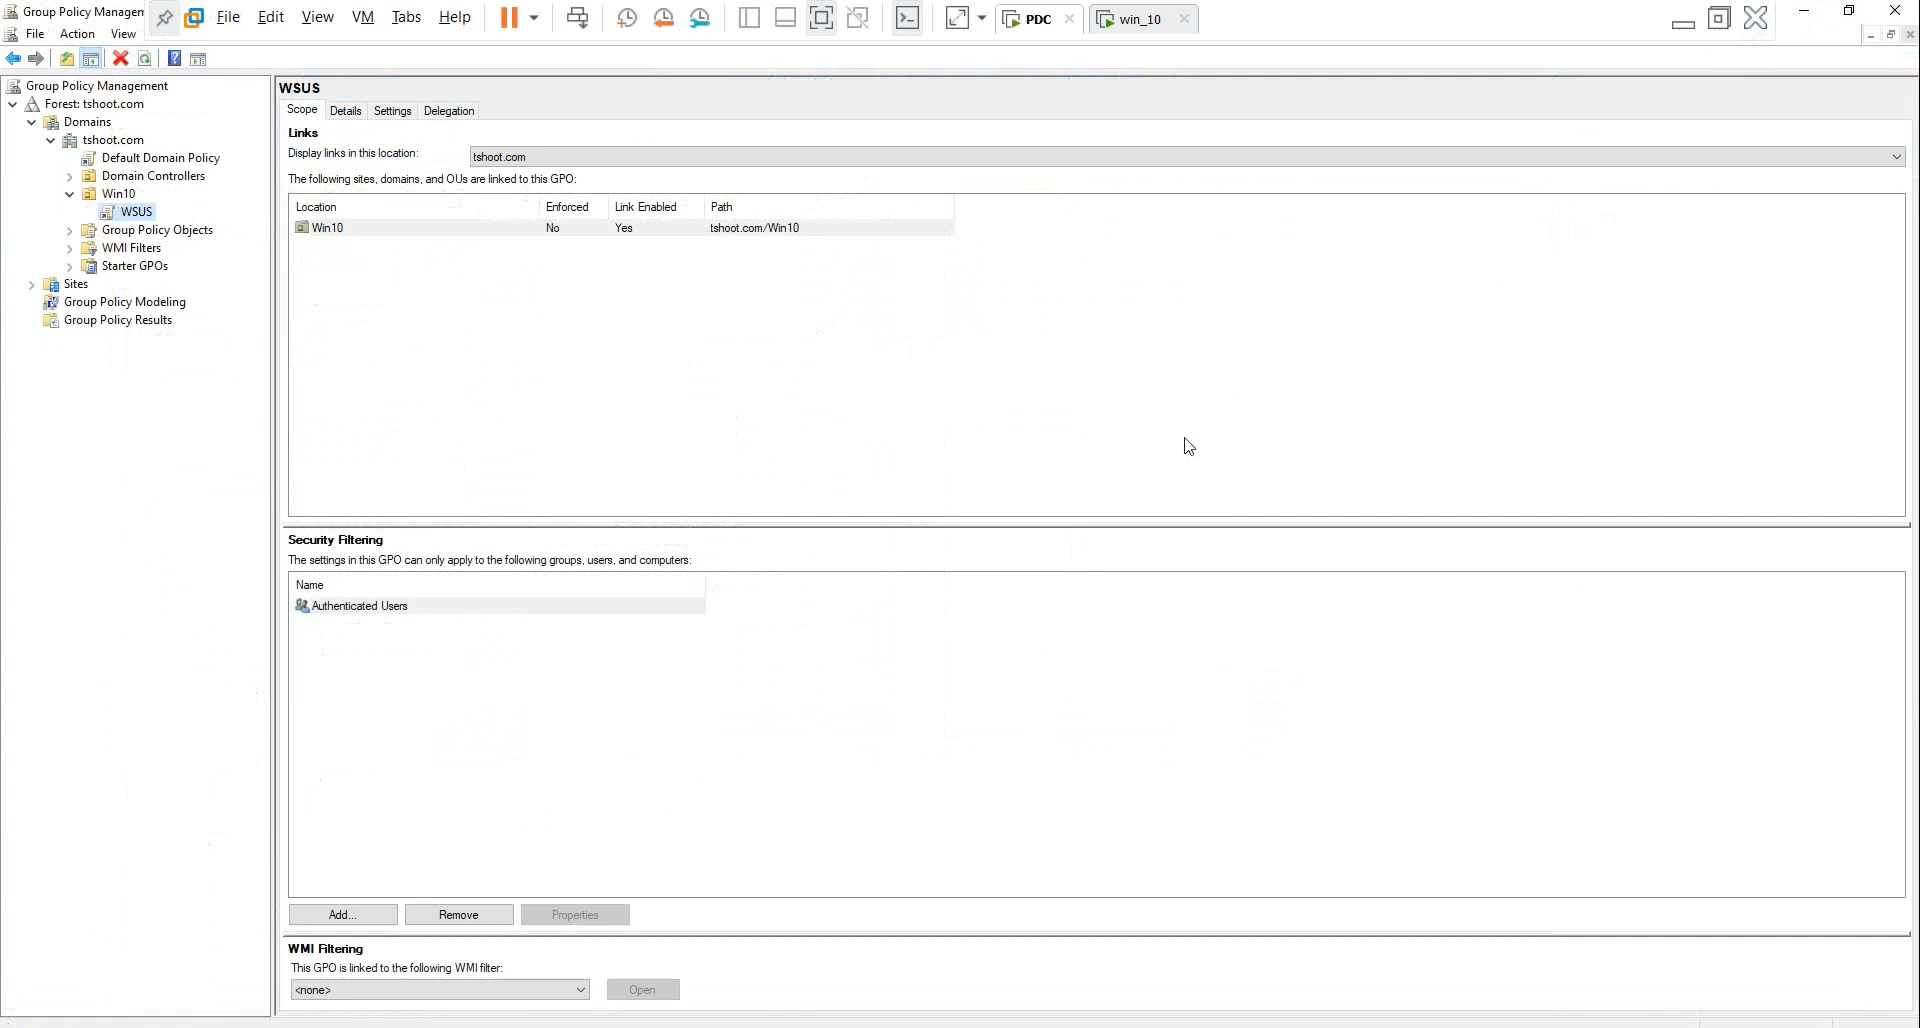 Group Policy Managen
File Edit View VM Tabs Help
PDC
win_10
File Action View
Group Policy Management
Forest: tshoot.com
Domains
tshoot.com
Default Domain Policy
Domain Controllers
Win10
WSUS
Group Policy Objects
WMI Filters
Starter GPOs
Sites
Group Policy Modeling
Group Policy Results
WSUS
Scope Details Settings Delegation
Links
Display links in this location: tshoot.com
The following sites, domains, and OUs are linked to this GPO:
Location Enforced Link Enabled Path
Win10 No Yes tshoot.com/Win10
Security Filtering
The settings in this GPO can only apply to the following groups, users, and computers:
Name
Authenticated Users
Add... Remove Properties
WMI Filtering
This GPO is linked to the following WMI filter:
<none> Open